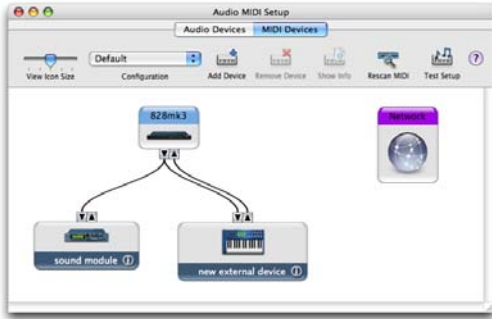 Audio MIDI Setup
Audio Devices MIDI Devices
Default
View Icon Size Configuration Add Device Remove Device Show Info Rescan MIDI Test Setup ?
828mk3 Network
sound module i
new external device i